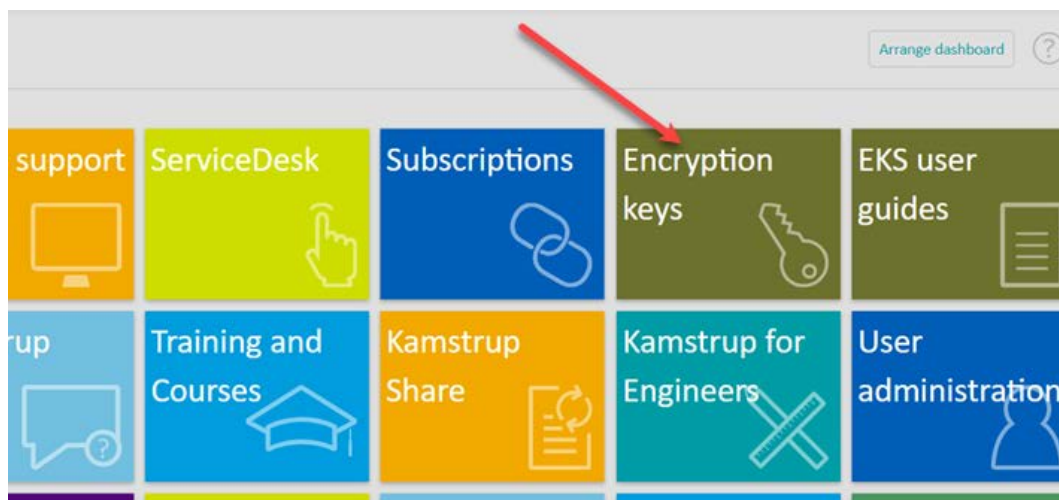 Arrange dashboard ?
support ServiceDesk Subscriptions Encryption EKS user
keys guides
rup Training and Kamstrup Kamstrup for User
Courses Share Engineers administration
?